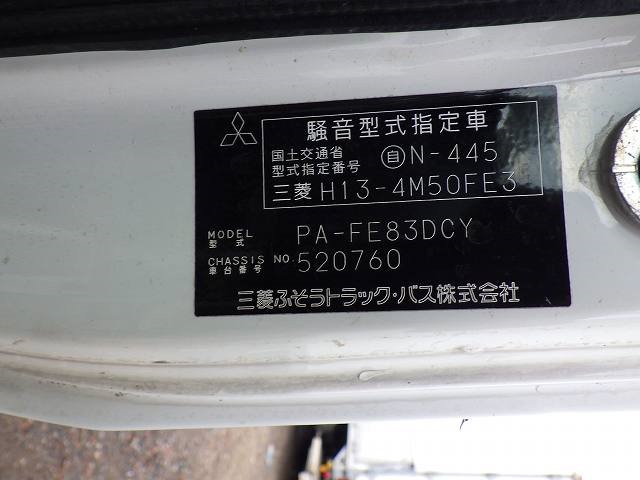 騒音型式指定車
国土交通省
型式指定番号 自N-445
三菱 H13-4M50FE3
MODEL
型式 PA-FE83DCY
CHASSIS NO.
車台番号 520760
三菱ふそうトラック・バス株式会社